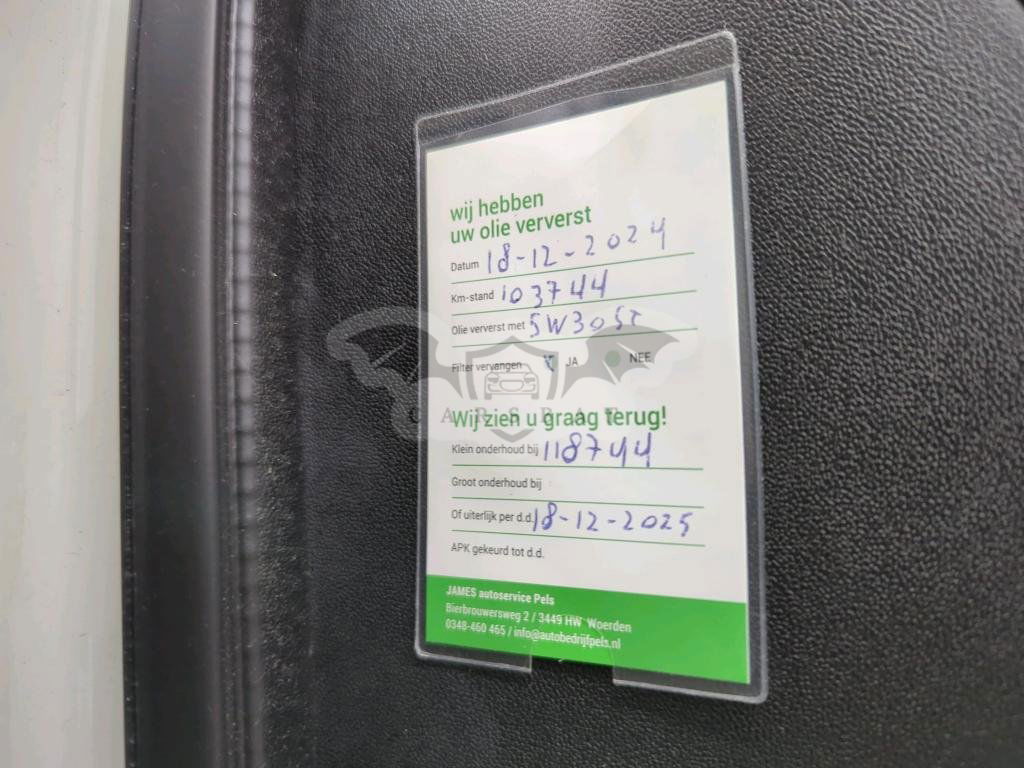 wij hebben
uw olie ververst
Datum 18-12-2024
Km-stand 103744
Olie ververst met 5W30
Filter vervangen JA NEE
CARSBAT
Wij zien u graag terug!
Klein onderhoud bij 118744
Groot onderhoud bij
Of uiterlijk per d.d. 18-12-2025
APK gekeurd tot d.d.
JAMES autoservice Pels
Bierbrouwersweg 2 / 3449 HW Woerden
0348-460 465 / info@autobedrijfpels.nl